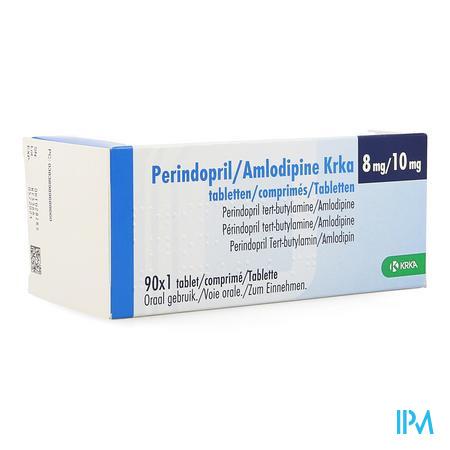 Perindopril/Amlodipine Krka
8 mg/10 mg
tabletten/comprimés/Tabletten
Perindopril tert-butylamine/Amlodipine
Périndopril tert-butylamine/Amlodipine
Perindopril Tert-butylamin/Amlodipin
90x1 tablet/comprimé/Tablette
Oraal gebruik./Voie orale./Zum Einnehmen.
KRKA
IPM